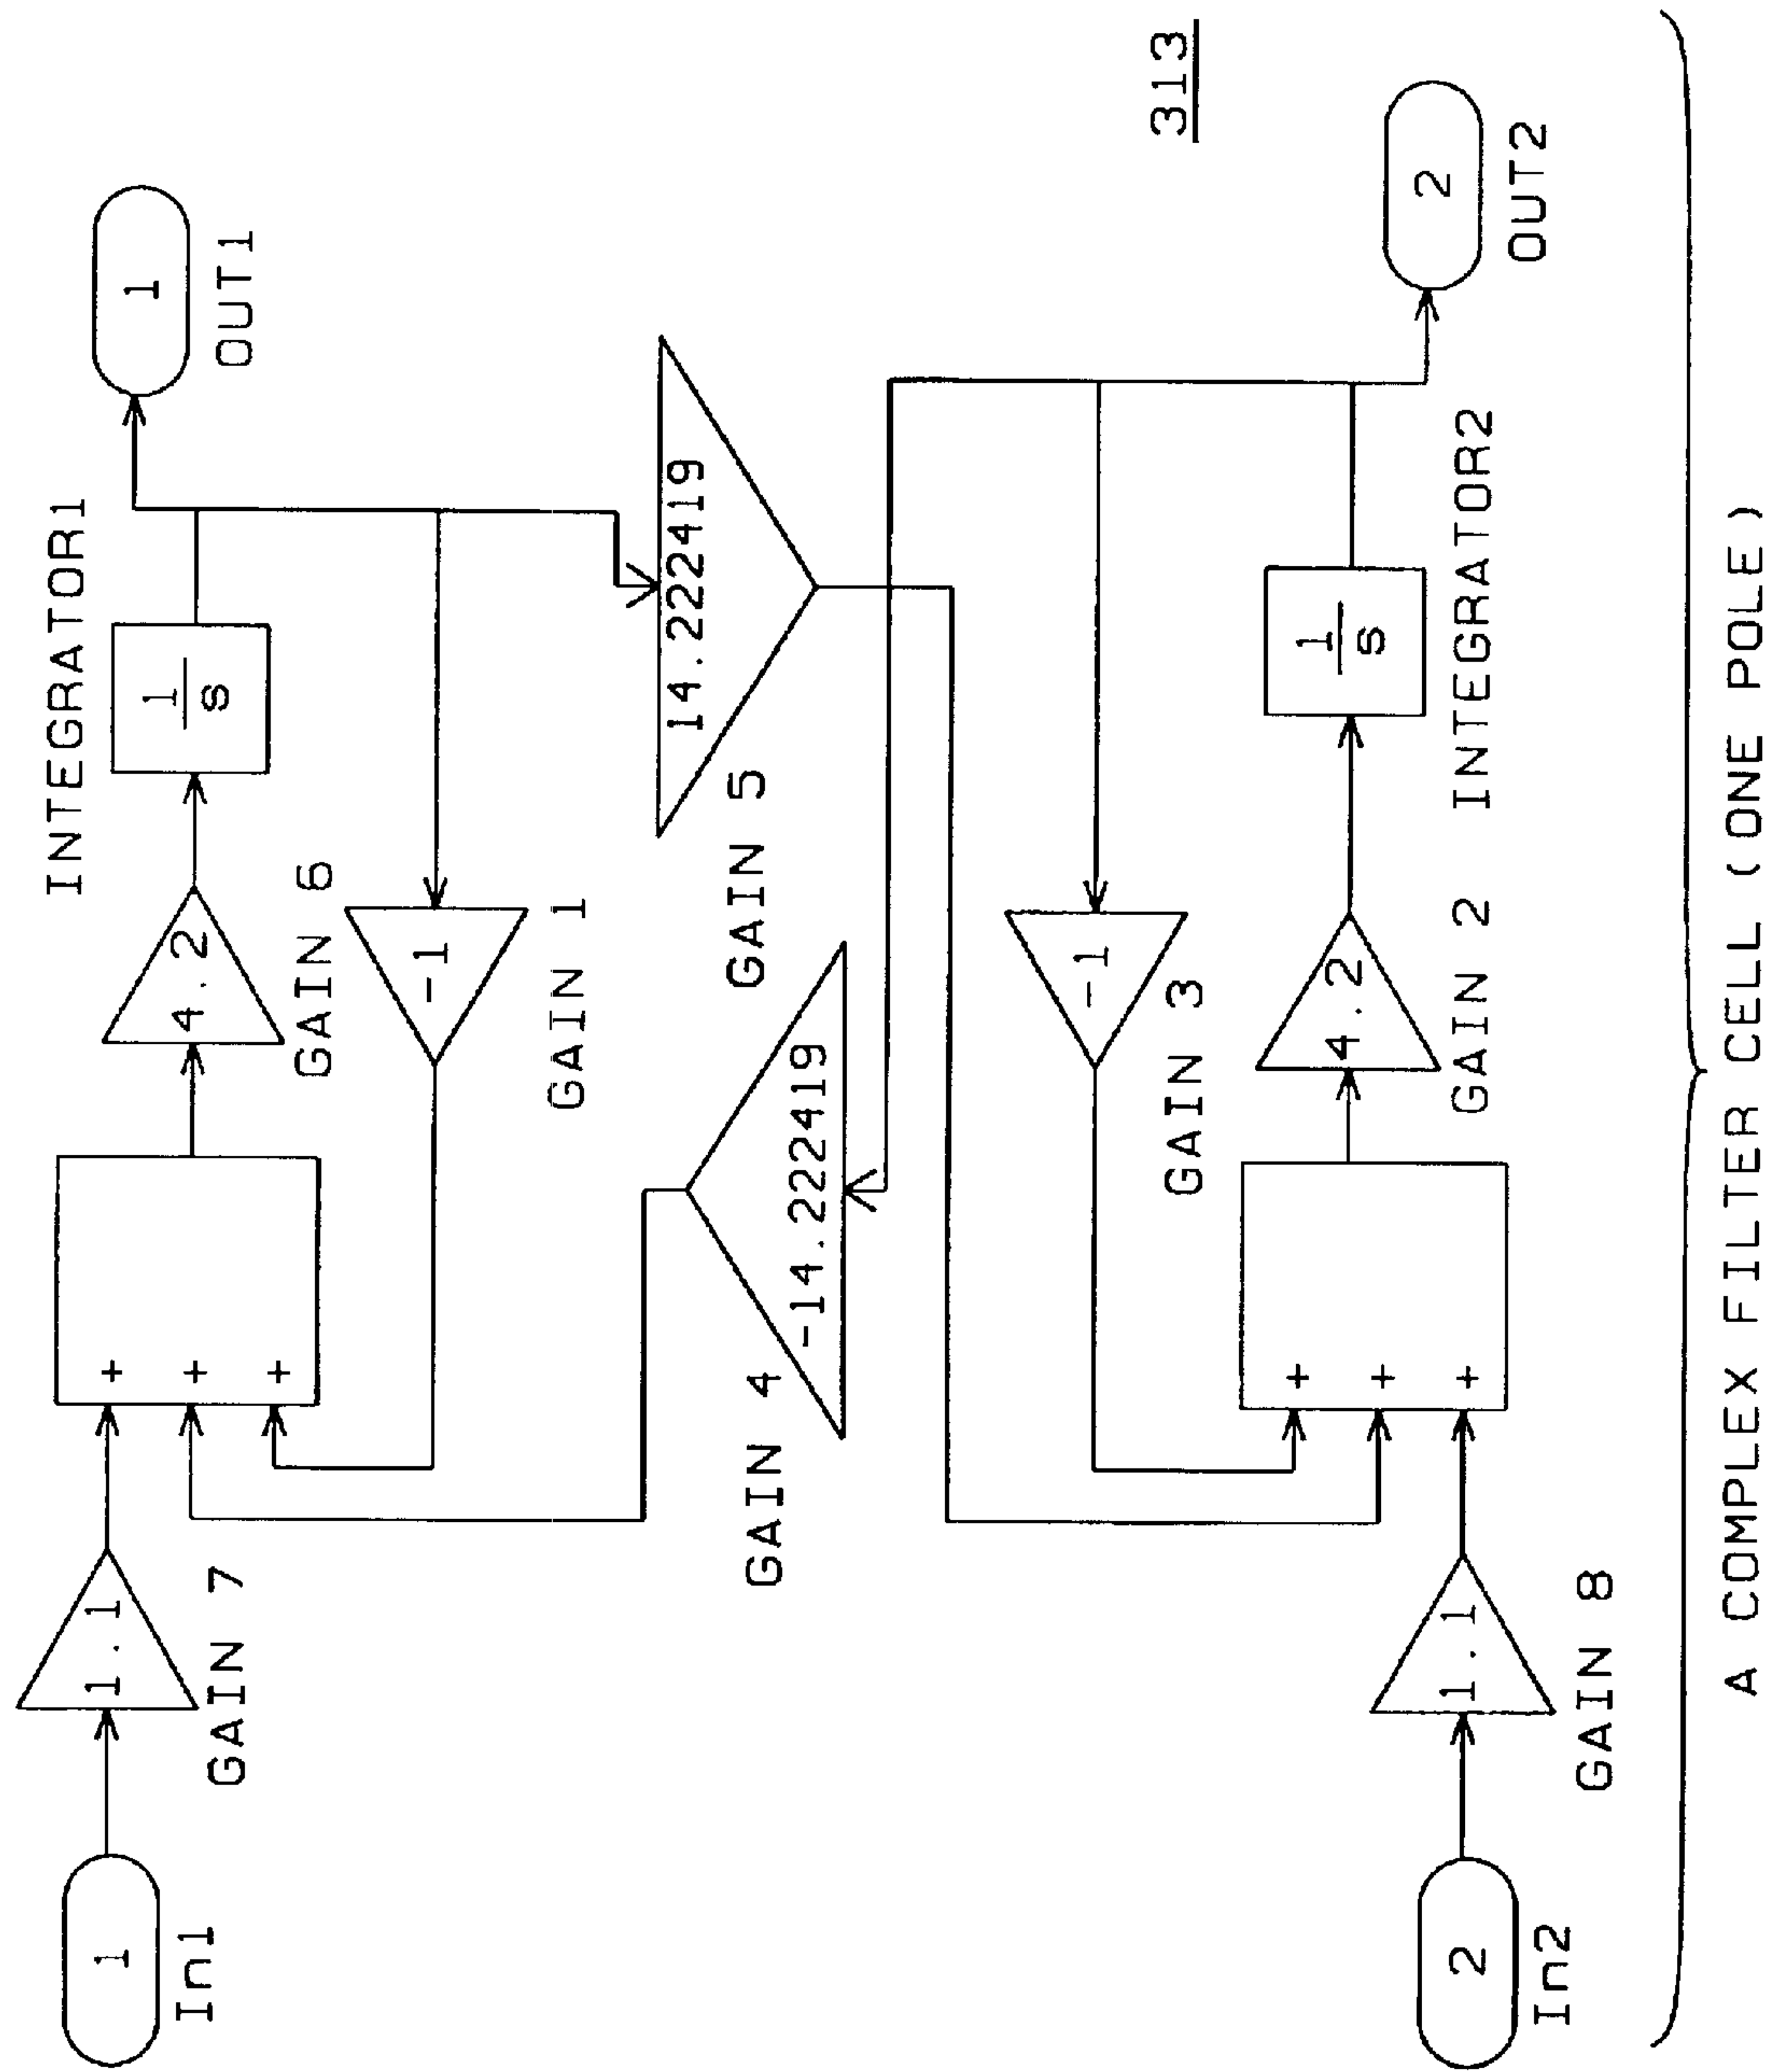 1
In1
1.1
GAIN 7
+
+
+
4.2
GAIN 6
1
s
INTEGRATOR1
1
OUT1
-1
GAIN 1
14.222419
GAIN 5
-14.222419
GAIN 4
-1
GAIN 3
313
2
In2
1.1
GAIN 8
+
+
+
4.2
GAIN 2
1
s
INTEGRATOR2
2
OUT2
A COMPLEX FILTER CELL (ONE POLE)